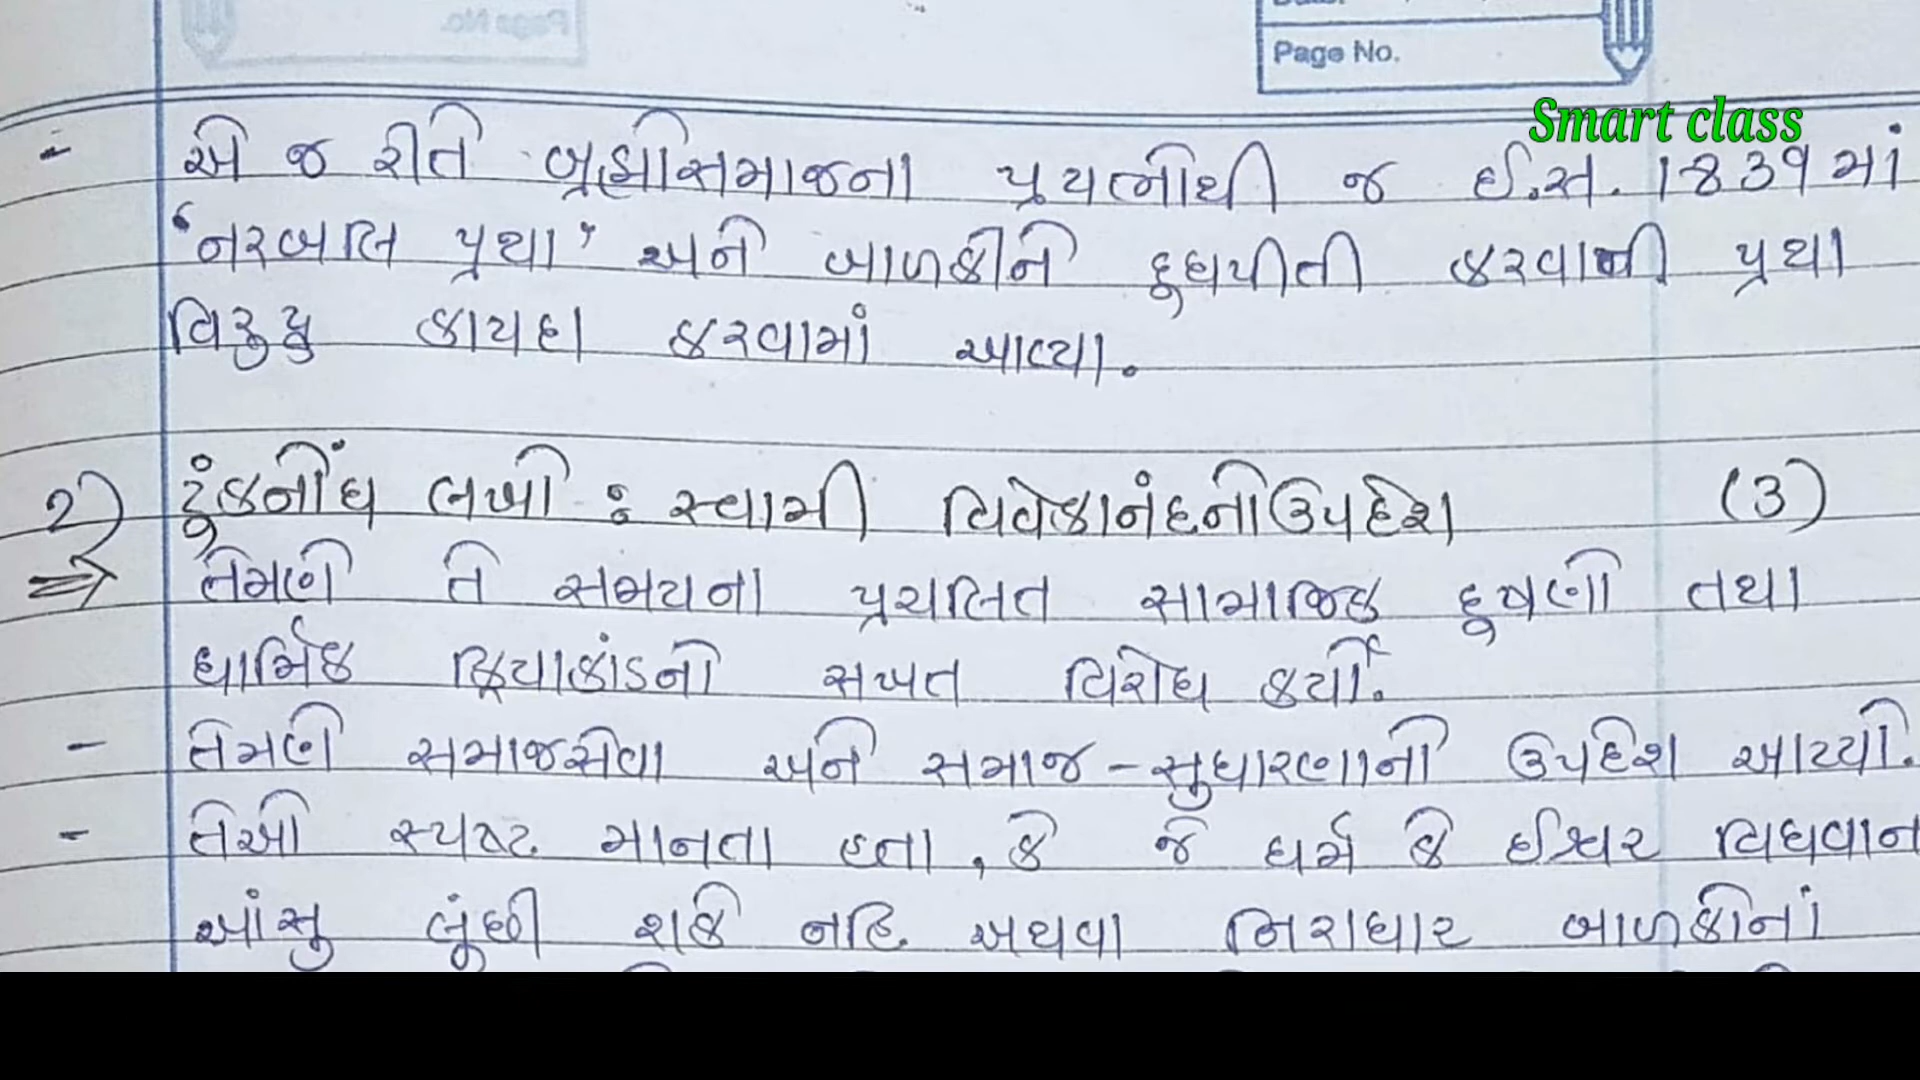 Page No.
Smart class
- એ જ રીતે બ્રહ્મોસમાજના પ્રયત્નોથી જ ઈ.સ. 1839માં
'નરબલિ પ્રથા' અને બાળકીને દૂધપીતી કરવાની પ્રથા
વિરુદ્ધ કાયદા કરવામાં આવ્યા.
2) ટૂંકનોંધ લખો : સ્વામી વિવેકાનંદનો ઉપદેશ (3)
⇒ તેમણે તે સમયના પ્રચલિત સામાજિક દૂષણો તથા
ધાર્મિક ક્રિયાકાંડનો સખત વિરોધ કર્યો.
- તેમણે સમાજસેવા અને સમાજ-સુધારણાનો ઉપદેશ આપ્યો.
- તેઓ સ્પષ્ટ માનતા હતા, કે જે ધર્મ કે ઈશ્વર વિધવાન
આંસુ લૂંછી શકે નહિ અથવા નિરાધાર બાળકોનાં